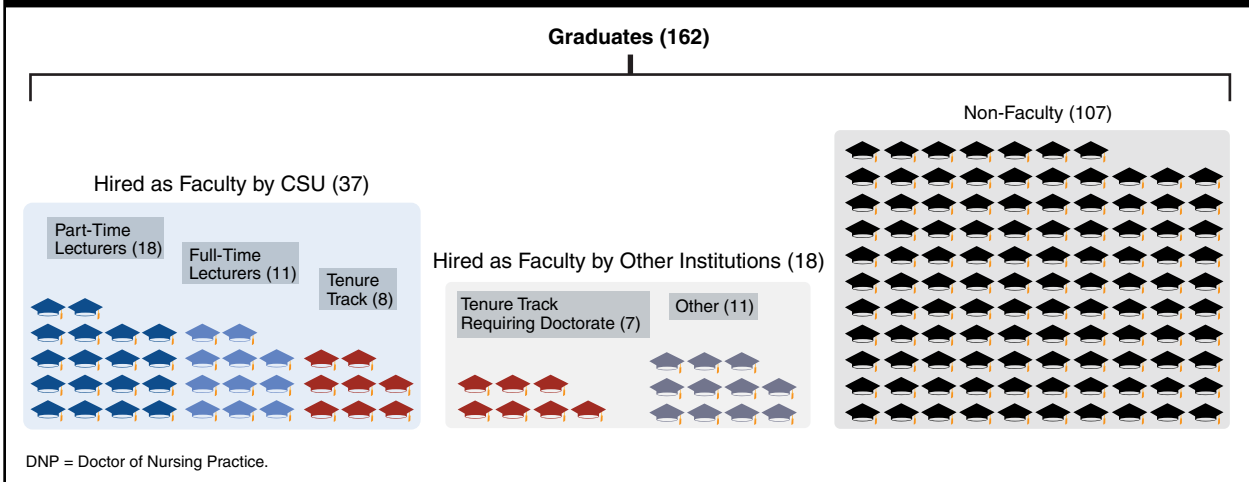 Graduates (162)
Hired as Faculty by CSU (37)
Part-Time
Lecturers (18)
Full-Time
Lecturers (11)
Tenure
Track (8)
Hired as Faculty by Other Institutions (18)
Tenure Track
Requiring Doctorate (7)
Other (11)
Non-Faculty (107)
DNP = Doctor of Nursing Practice.